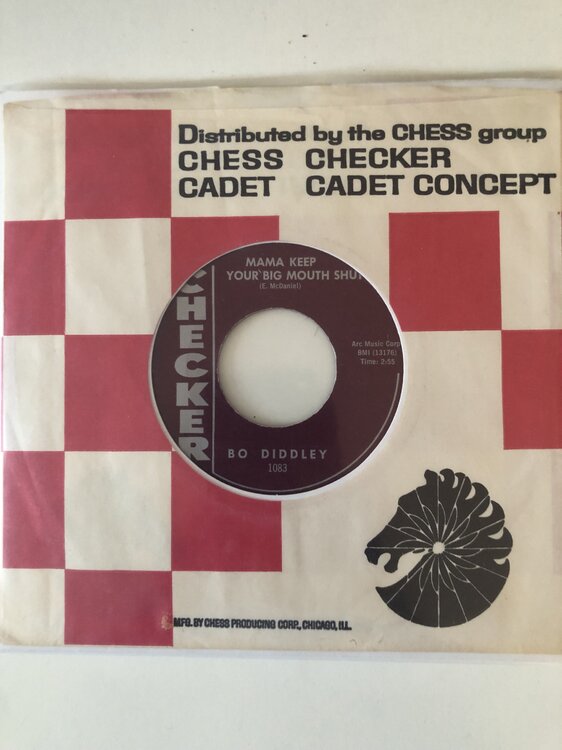 Distributed by the CHESS group
CHESS CHECKER
CADET CADET CONCEPT
MAMA KEEP
YOUR BIG MOUTH SHUT
(E. McDaniel)
CHECKER
Arc Music Corp
BMI (13176)
Time: 2:55
BO DIDDLEY
1083
MFG. BY CHESS PRODUCING CORP., CHICAGO, ILL.